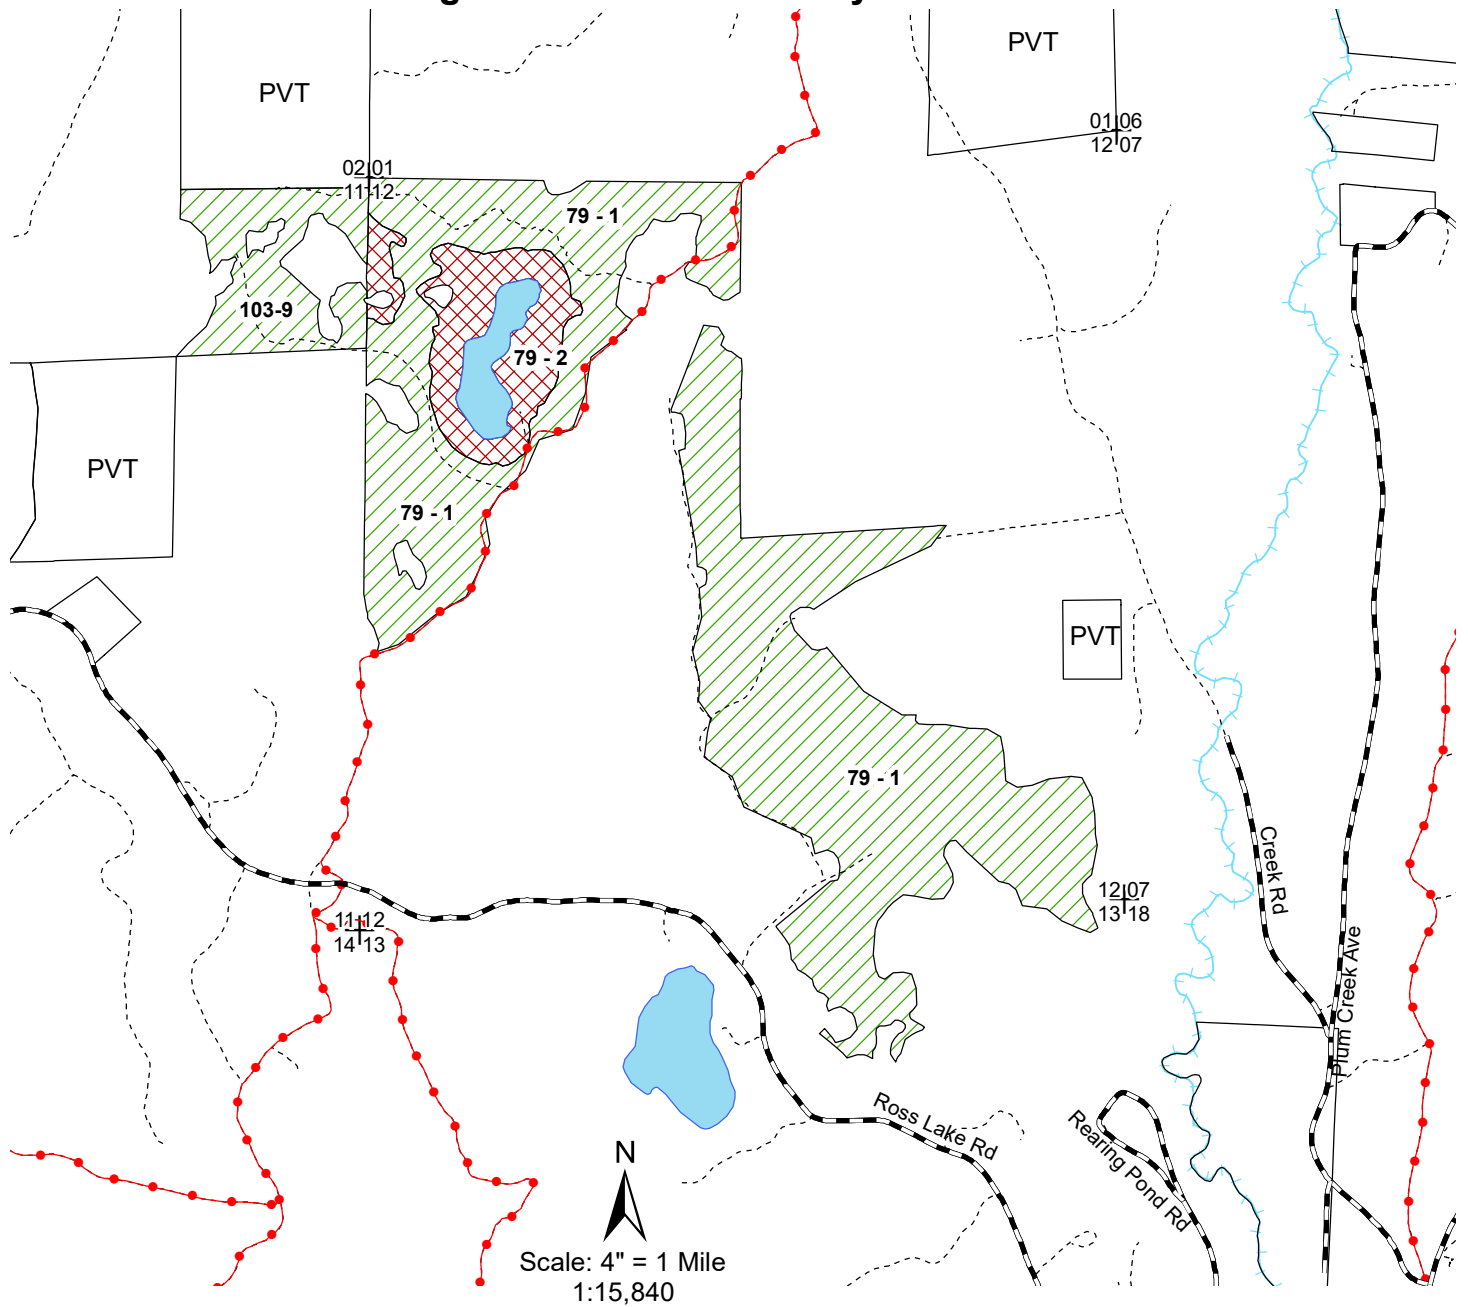 PVT
PVT
01 06
12 07
02 01
11 12
79 - 1
103-9
79 - 2
PVT
79 - 1
PVT
79 - 1
Creek Rd
12 07
13 18
11 12
14 13
Plum Creek Ave
Ross Lake Rd
Rearing Pond Rd
N
Scale: 4" = 1 Mile
1:15,840